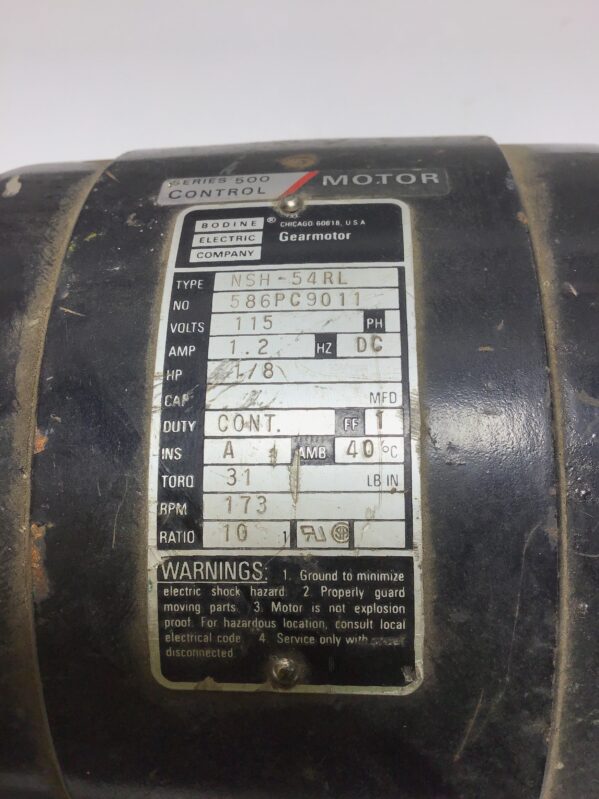 SERIES 500
CONTROL / MOTOR
BODINE ® CHICAGO 60618, U.S.A
ELECTRIC Gearmotor
COMPANY
TYPE NSH-54RL
NO 586PC9011
VOLTS 115 PH
AMP 1.2 HZ DC
HP 1/8
CAP MFD
DUTY CONT. FF 1
INS A AMB 40 °C
TORQ 31 LB IN
RPM 173
RATIO 10 1
WARNINGS: 1. Ground to minimize
electric shock hazard 2. Properly guard
moving parts. 3. Motor is not explosion
proof. For hazardous location, consult local
electrical code 4. Service only with
disconnected